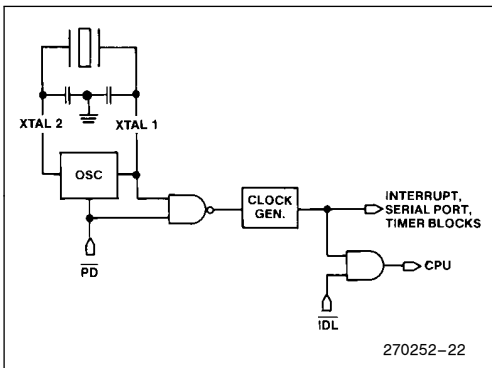 XTAL 2
XTAL 1
OSC
CLOCK
GEN.
INTERRUPT,
SERIAL PORT,
TIMER BLOCKS
CPU
PD
IDL
270252–22